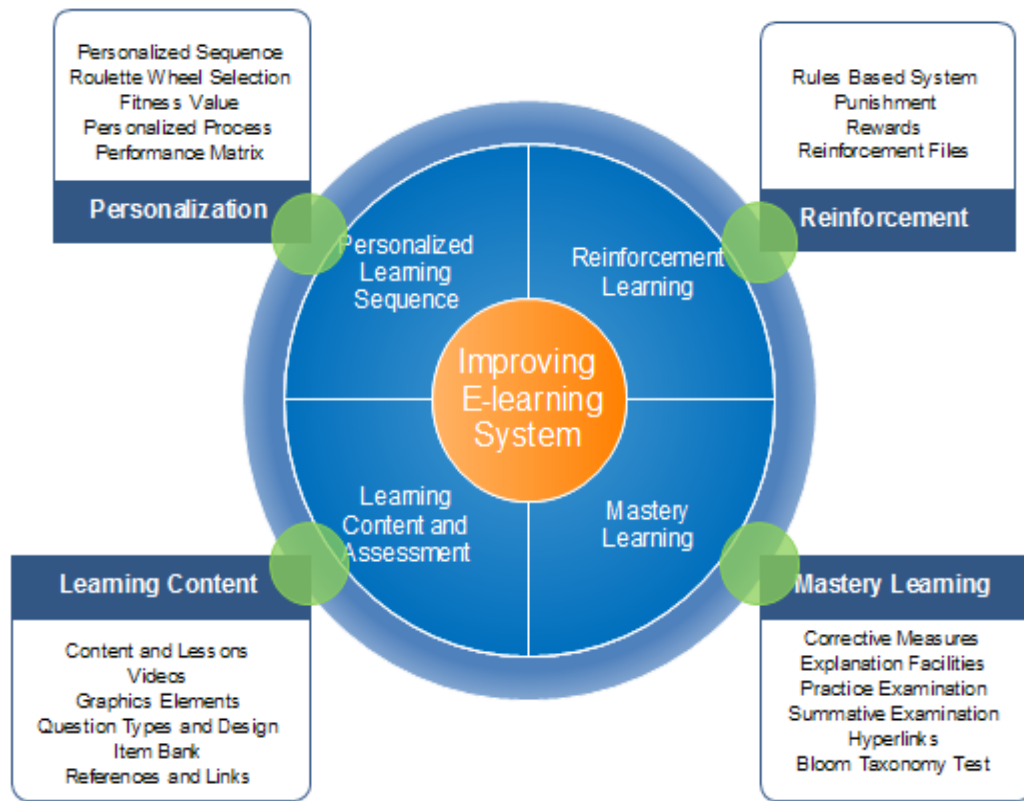 Personalized Sequence
Roulette Wheel Selection
Fitness Value
Personalized Process
Performance Matrix
Personalization
Rules Based System
Punishment
Rewards
Reinforcement Files
Reinforcement
Personalized
Learning
Sequence
Reinforcement
Learning
Improving
E-learning
System
Learning
Content and
Assessment
Mastery
Learning
Learning Content
Content and Lessons
Videos
Graphics Elements
Question Types and Design
Item Bank
References and Links
Mastery Learning
Corrective Measures
Explanation Facilities
Practice Examination
Summative Examination
Hyperlinks
Bloom Taxonomy Test